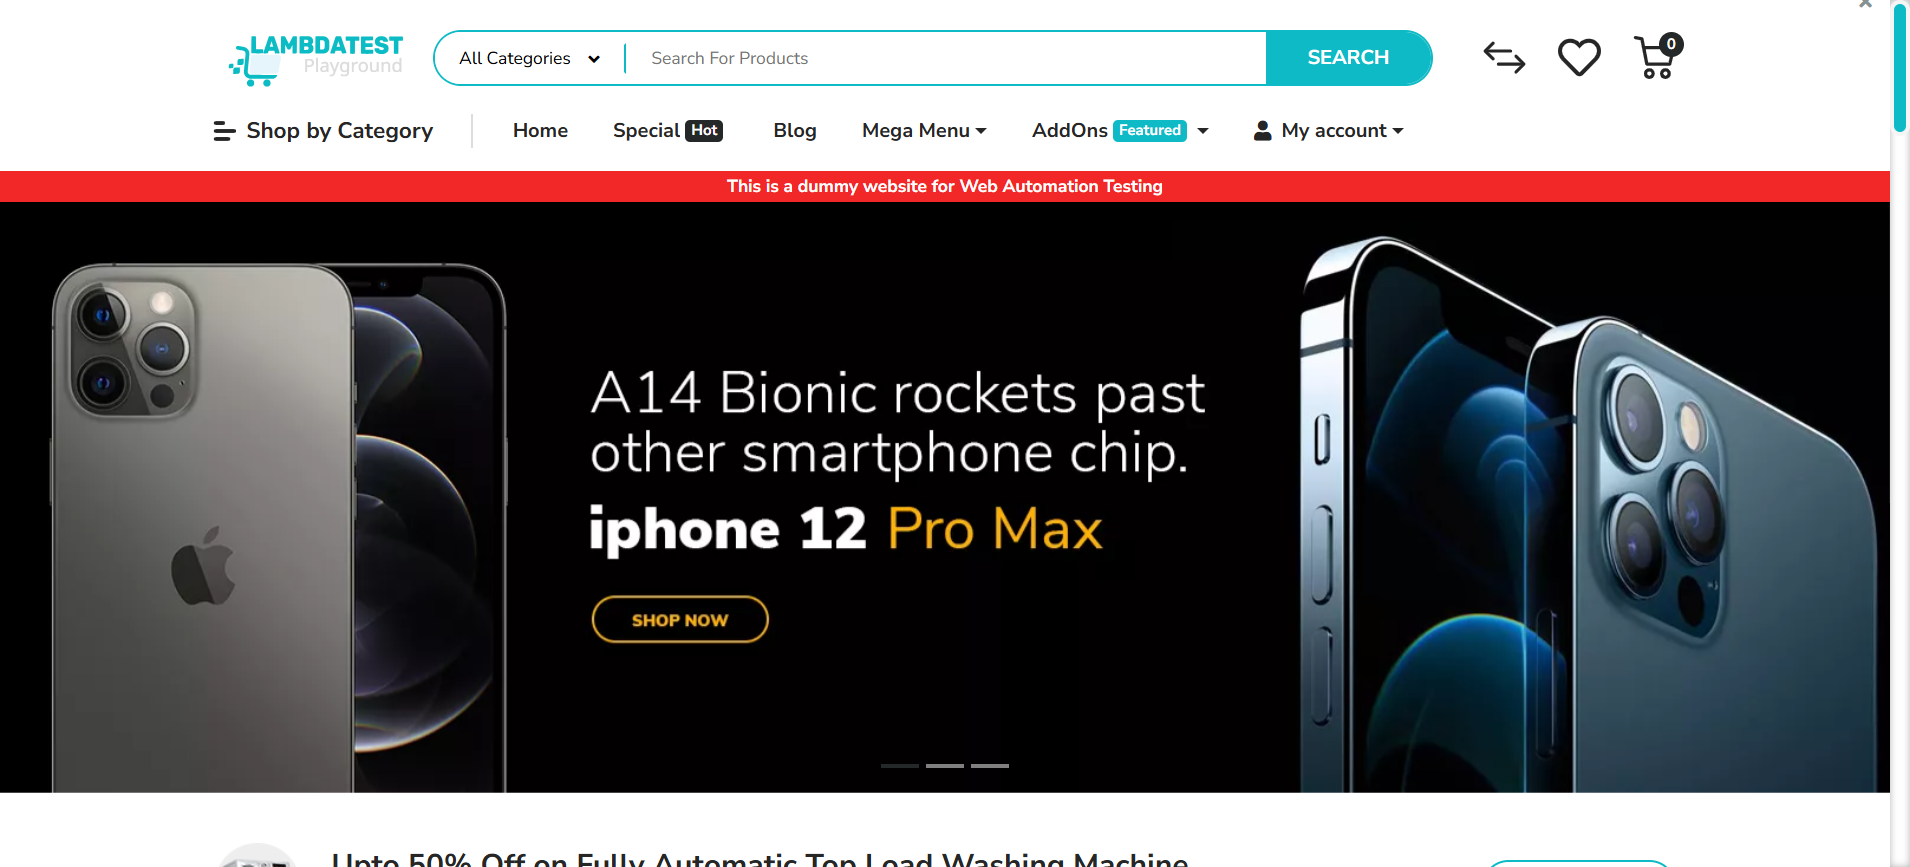 LAMBDATEST
Playground
All Categories
Search For Products
SEARCH
0
Shop by Category
Home
Special Hot
Blog
Mega Menu
AddOns Featured
My account
This is a dummy website for Web Automation Testing
A14 Bionic rockets past
other smartphone chip.
iphone 12 Pro Max
SHOP NOW
Upto 50% Off on Fully Automatic Top Load Washing Machine